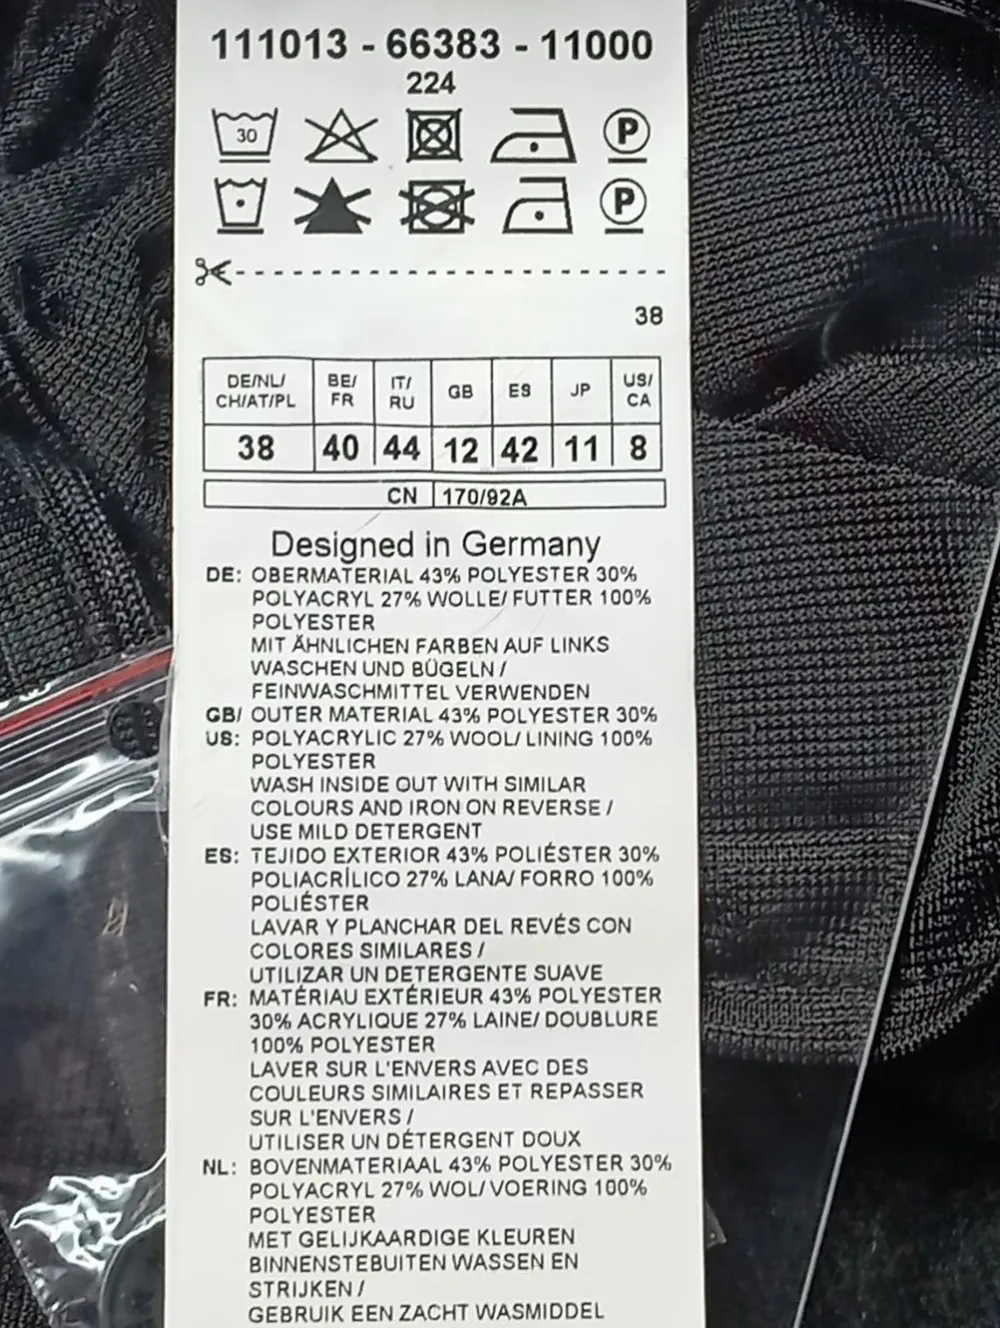 111013 - 66383 - 11000
224
30
P
P
38
DE/NL/ CH/AT/PL BE/ FR IT/ RU GB ES JP US/ CA
38 40 44 12 42 11 8
CN 170/92A
Designed in Germany
DE: OBERMATERIAL 43% POLYESTER 30%
POLYACRYL 27% WOLLE/ FUTTER 100%
POLYESTER
MIT ÄHNLICHEN FARBEN AUF LINKS
WASCHEN UND BÜGELN /
FEINWASCHMITTEL VERWENDEN
GB/ OUTER MATERIAL 43% POLYESTER 30%
US: POLYACRYLIC 27% WOOL/ LINING 100%
POLYESTER
WASH INSIDE OUT WITH SIMILAR
COLOURS AND IRON ON REVERSE /
USE MILD DETERGENT
ES: TEJIDO EXTERIOR 43% POLIÉSTER 30%
POLIACRÍLICO 27% LANA/ FORRO 100%
POLIÉSTER
LAVAR Y PLANCHAR DEL REVÉS CON
COLORES SIMILARES /
UTILIZAR UN DETERGENTE SUAVE
FR: MATÉRIAU EXTÉRIEUR 43% POLYESTER
30% ACRYLIQUE 27% LAINE/ DOUBLURE
100% POLYESTER
LAVER SUR L'ENVERS AVEC DES
COULEURS SIMILAIRES ET REPASSER
SUR L'ENVERS /
UTILISER UN DÉTERGENT DOUX
NL: BOVENMATERIAAL 43% POLYESTER 30%
POLYACRYL 27% WOL/ VOERING 100%
POLYESTER
MET GELIJKAARDIGE KLEUREN
BINNENSTEBUITEN WASSEN EN
STRIJKEN /
GEBRUIK EEN ZACHT WASMIDDEL